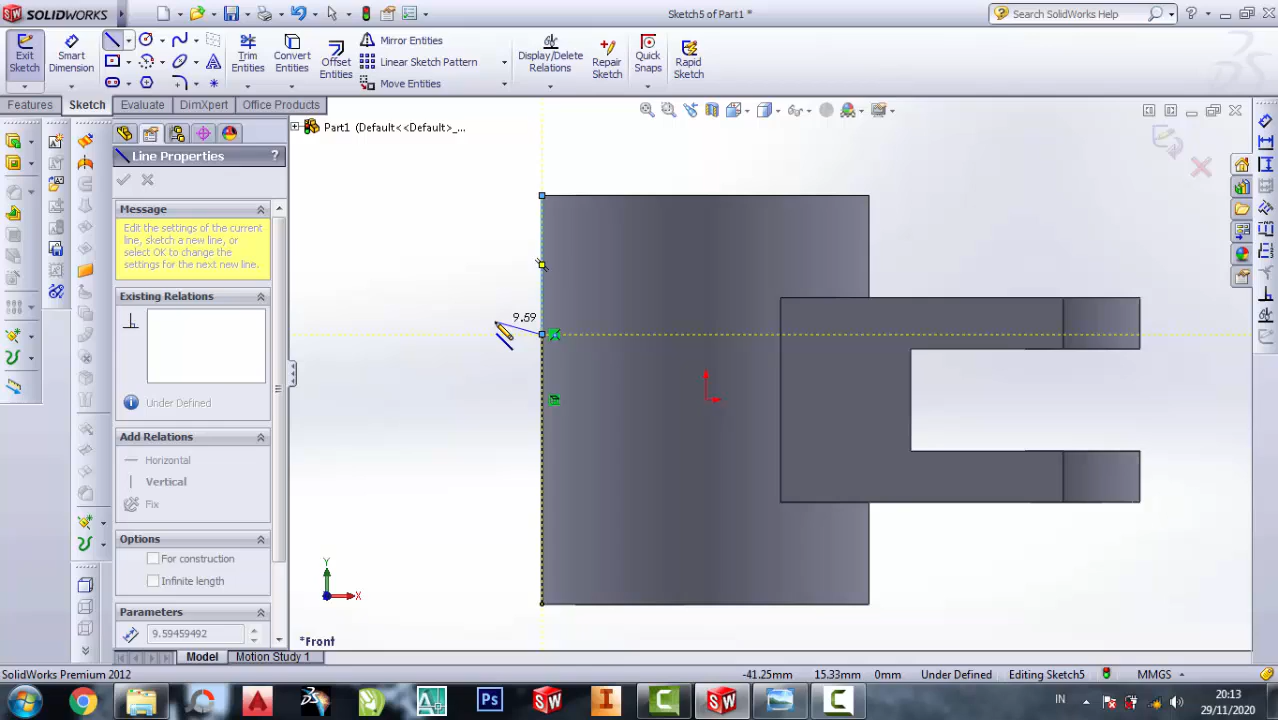 SOLIDWORKS
Sketch5 of Part1 *
Search SolidWorks Help
Exit Sketch
Smart Dimension
Trim Entities
Convert Entities
Offset Entities
Mirror Entities
Linear Sketch Pattern
Move Entities
Display/Delete Relations
Repair Sketch
Quick Snaps
Rapid Sketch
Features
Sketch
Evaluate
DimXpert
Office Products
Part1 (Default<<Default>_...
Line Properties
?
Message
Edit the settings of the current
line, sketch a new line, or
select OK to change the
settings for the next new line.
Existing Relations
Under Defined
Add Relations
Horizontal
Vertical
Fix
Options
For construction
Infinite length
Parameters
9.59459492
9.59
Y
X
*Front
Model
Motion Study 1
SolidWorks Premium 2012
-41.25mm
15.33mm
0mm
Under Defined
Editing Sketch5
MMGS
Ps
SW
I
C
SW
C
IN
20:13
29/11/2020